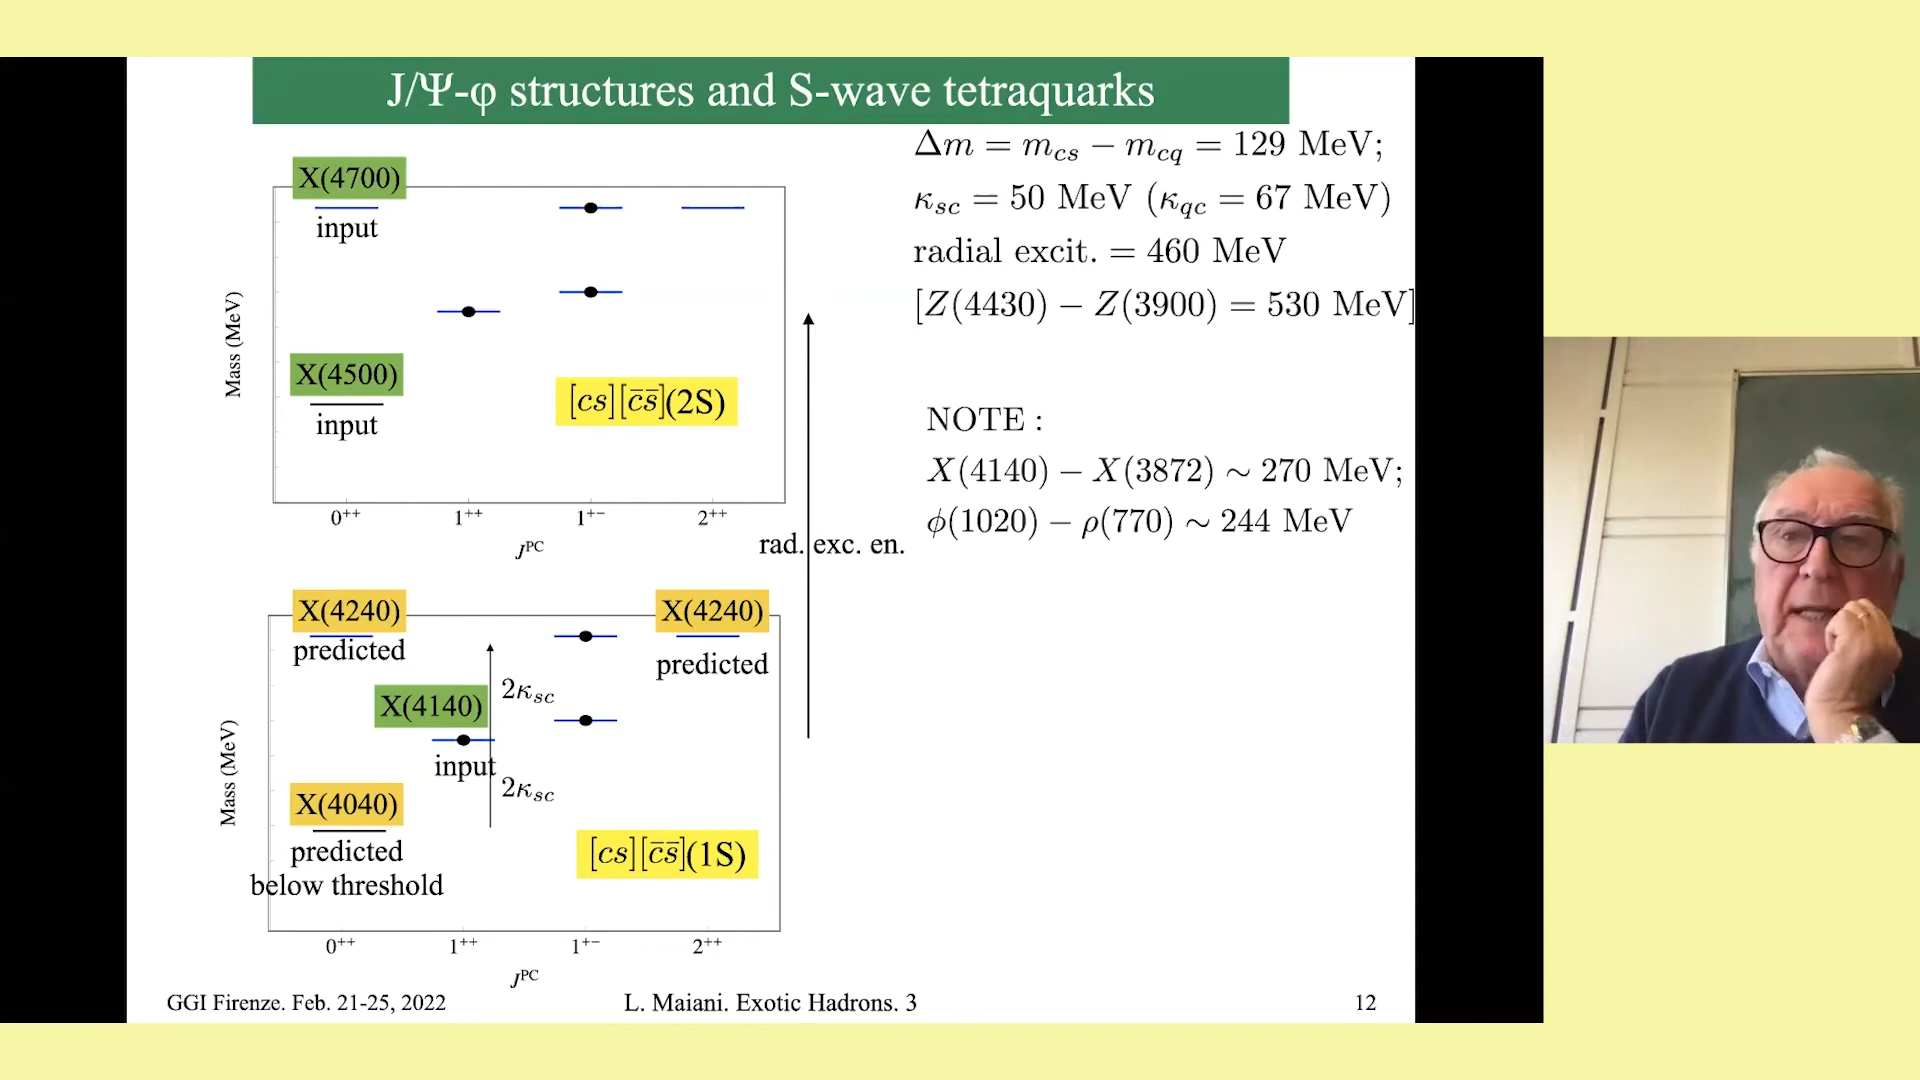 J/Ψ-φ structures and S-wave tetraquarks
Δm = m_cs − m_cq = 129 MeV;
κ_sc = 50 MeV (κ_qc = 67 MeV)
radial excit. = 460 MeV
[Z(4430) − Z(3900) = 530 MeV]
NOTE :
X(4140) − X(3872) ∼ 270 MeV;
ϕ(1020) − ρ(770) ∼ 244 MeV
X(4700)
input
X(4500)
input
[cs][c̄s̄](2S)
Mass (MeV)
0⁺⁺ 1⁺⁺ 1⁺⁻ 2⁺⁺
J^PC
rad. exc. en.
X(4240)
predicted
X(4240)
predicted
2κ_sc
X(4140)
input
2κ_sc
X(4040)
predicted
below threshold
[cs][c̄s̄](1S)
Mass (MeV)
0⁺⁺ 1⁺⁺ 1⁺⁻ 2⁺⁺
J^PC
GGI Firenze. Feb. 21-25, 2022
L. Maiani. Exotic Hadrons. 3
12